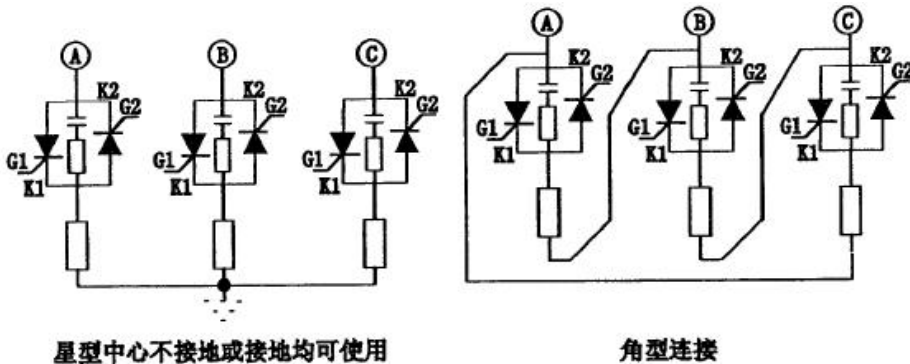 A B C
A B C
K2 K2 K2
G2 G2 G2
G1 G1 G1
K1 K1 K1
K2 K2 K2
G2 G2 G2
G1 G1 G1
K1 K1 K1
星型中心不接地或接地均可使用
角型连接